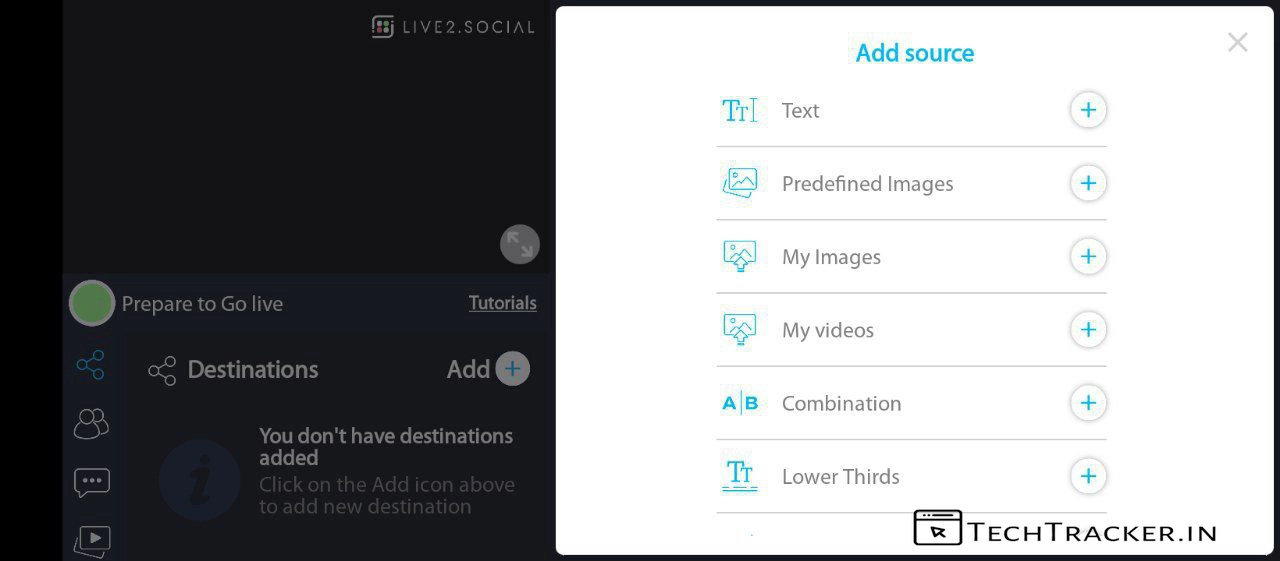 LIVE2.SOCIAL
Prepare to Go live
Tutorials
Destinations
Add
You don't have destinations
added
Click on the Add icon above
to add new destination
Add source
Text
Predefined Images
My Images
My videos
A|B Combination
Lower Thirds
TECHTRACKER.IN